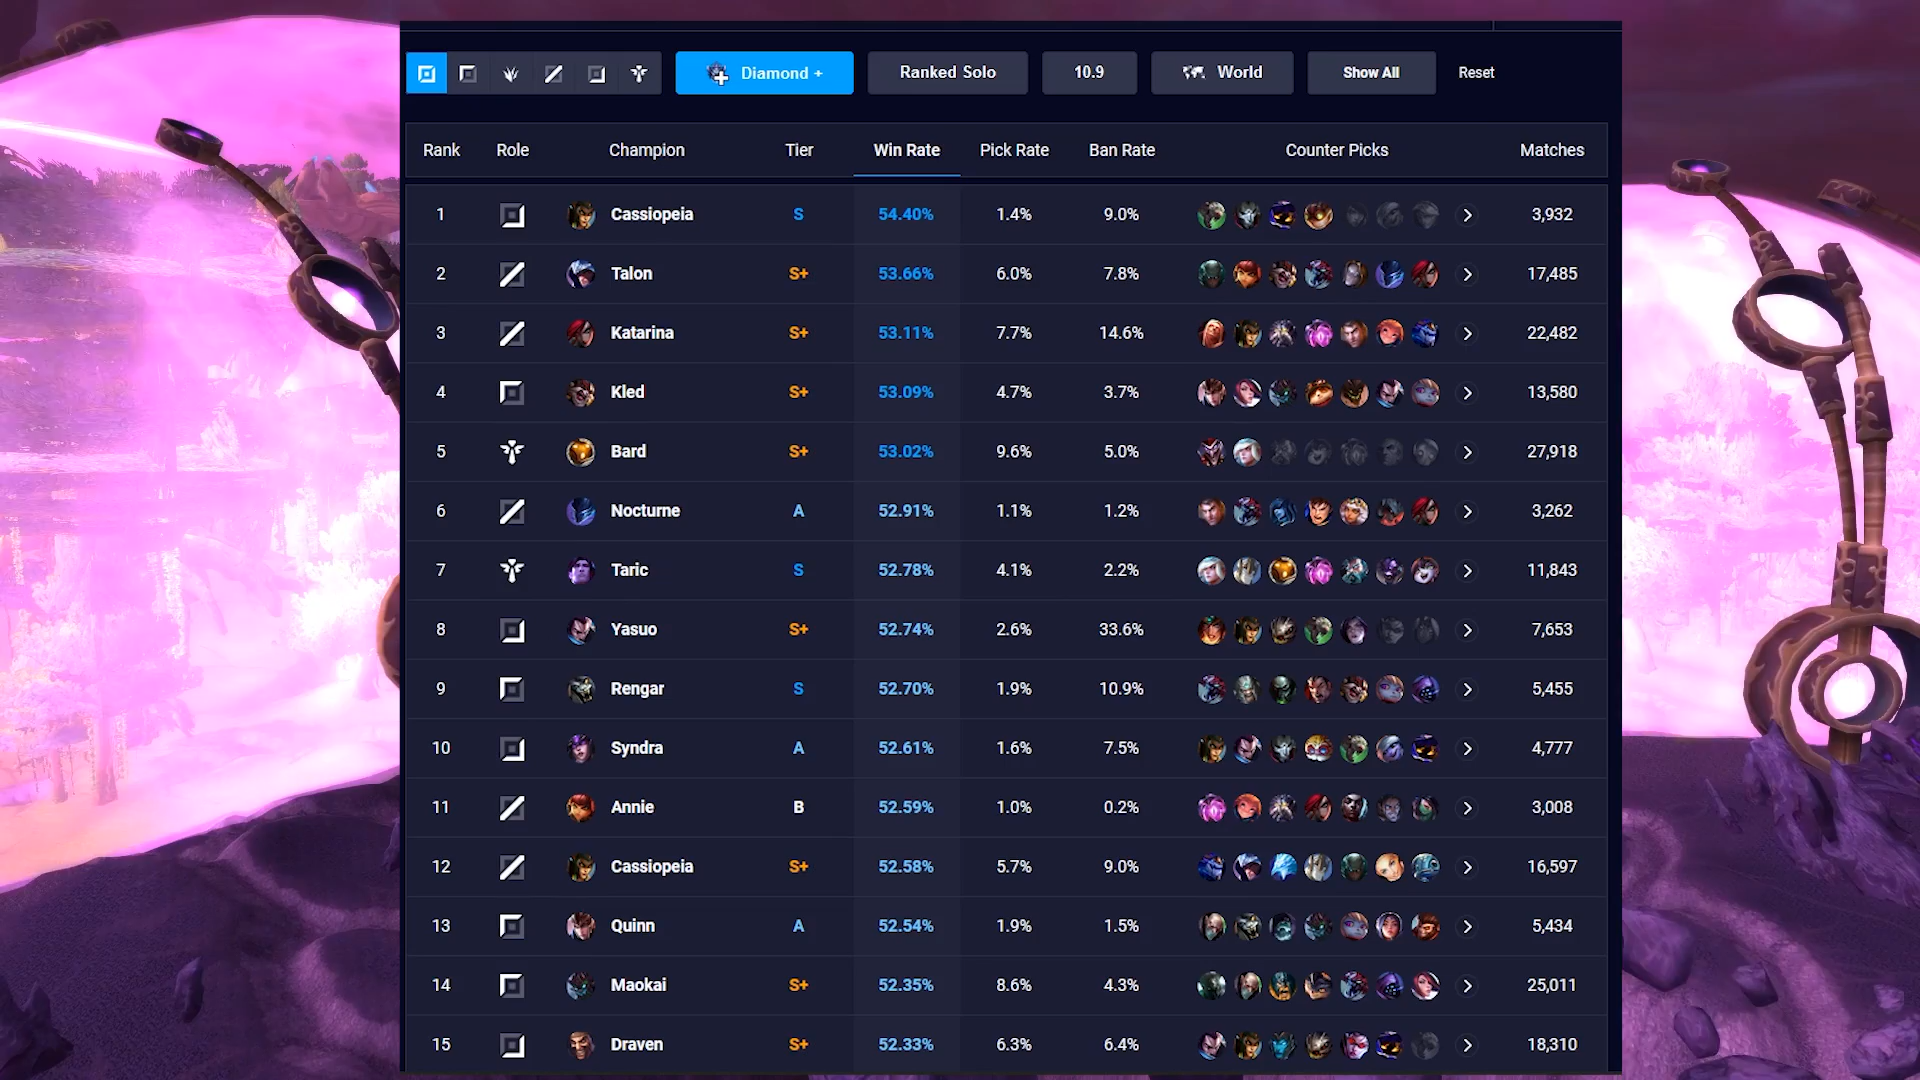 Diamond + Ranked Solo 10.9 World Show All Reset
Rank Role Champion Tier Win Rate Pick Rate Ban Rate Counter Picks Matches
1 Cassiopeia S 54.40% 1.4% 9.0% 3,932
2 Talon S+ 53.66% 6.0% 7.8% 17,485
3 Katarina S+ 53.11% 7.7% 14.6% 22,482
4 Kled S+ 53.09% 4.7% 3.7% 13,580
5 Bard S+ 53.02% 9.6% 5.0% 27,918
6 Nocturne A 52.91% 1.1% 1.2% 3,262
7 Taric S 52.78% 4.1% 2.2% 11,843
8 Yasuo S+ 52.74% 2.6% 33.6% 7,653
9 Rengar S 52.70% 1.9% 10.9% 5,455
10 Syndra A 52.61% 1.6% 7.5% 4,777
11 Annie B 52.59% 1.0% 0.2% 3,008
12 Cassiopeia S+ 52.58% 5.7% 9.0% 16,597
13 Quinn A 52.54% 1.9% 1.5% 5,434
14 Maokai S+ 52.35% 8.6% 4.3% 25,011
15 Draven S+ 52.33% 6.3% 6.4% 18,310